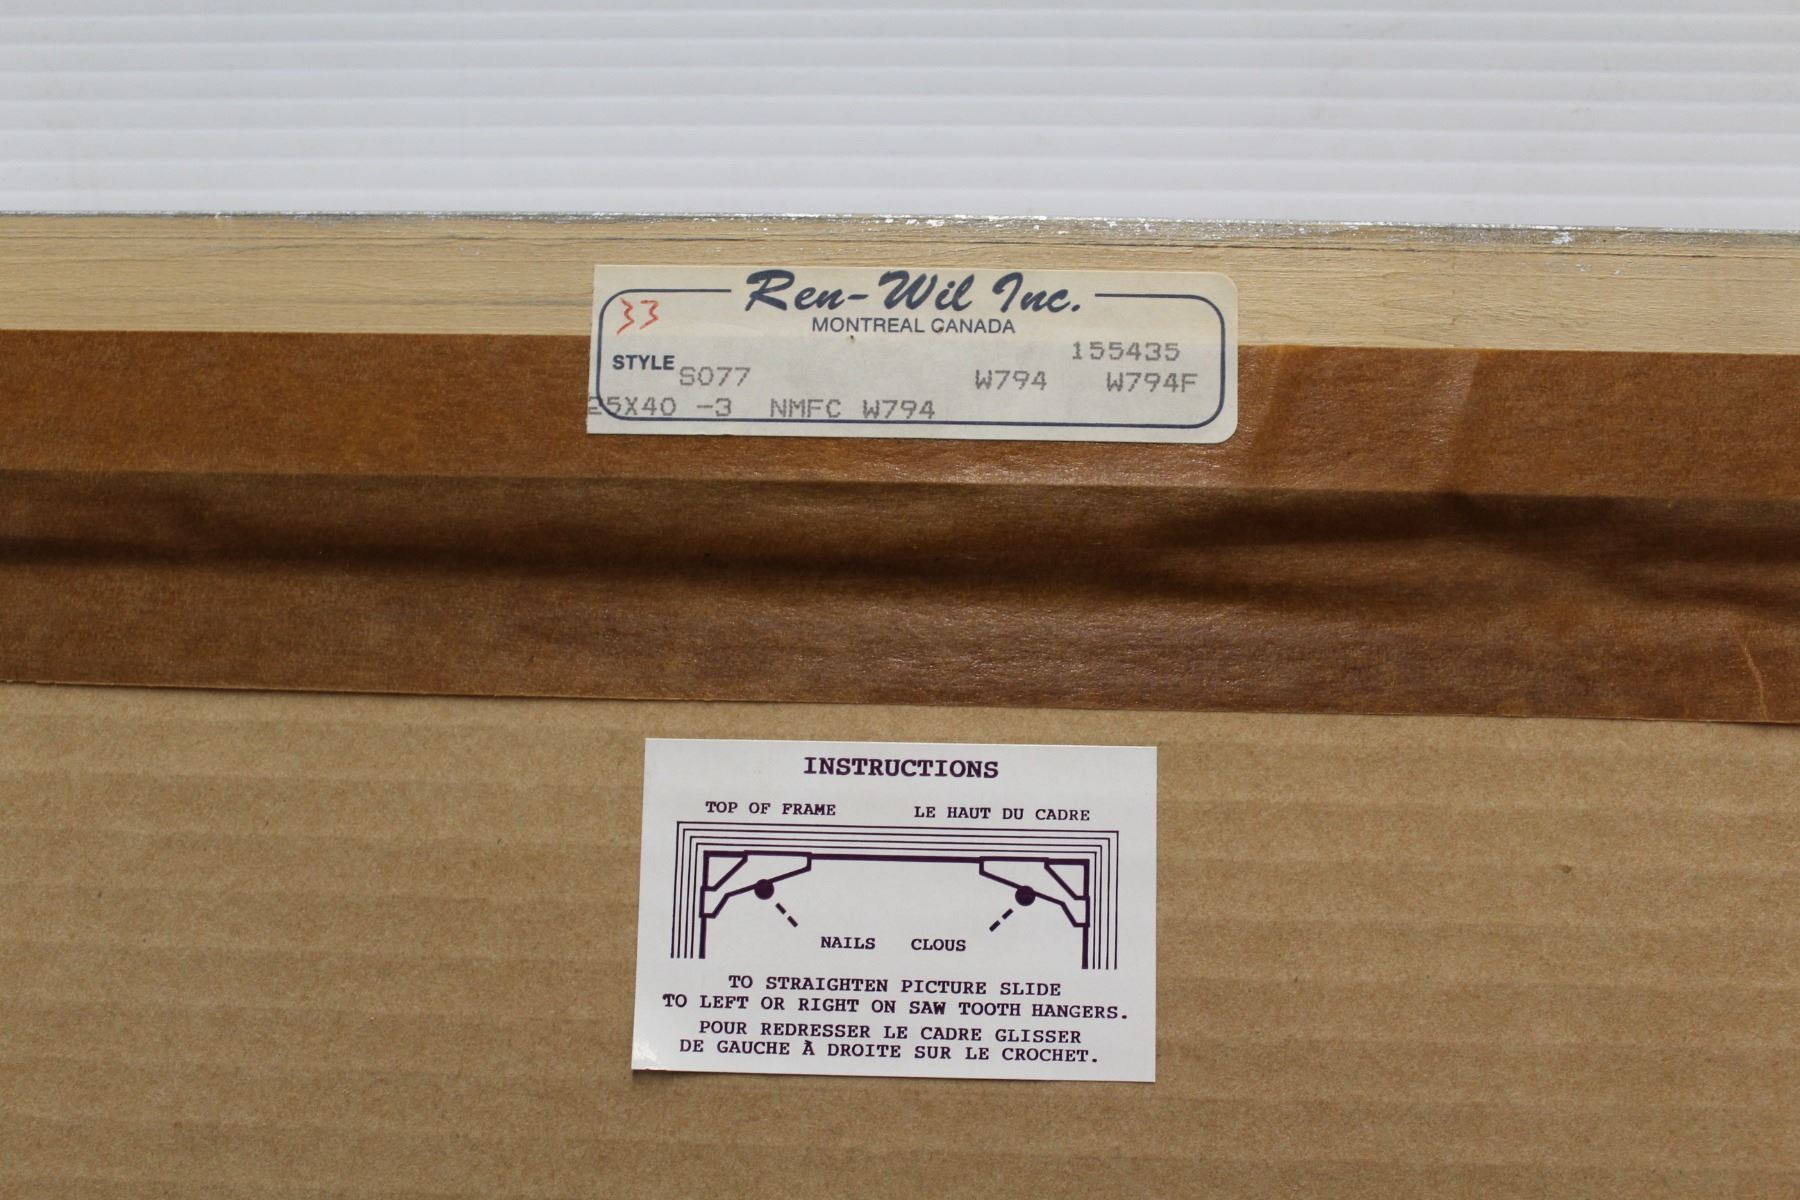 Ren-Wil Inc.
33
MONTREAL CANADA
155435
STYLE S077 W794 W794F
25X40 -3 NMFC W794
INSTRUCTIONS
TOP OF FRAME LE HAUT DU CADRE
NAILS CLOUS
TO STRAIGHTEN PICTURE SLIDE
TO LEFT OR RIGHT ON SAW TOOTH HANGERS.
POUR REDRESSER LE CADRE GLISSER
DE GAUCHE À DROITE SUR LE CROCHET.